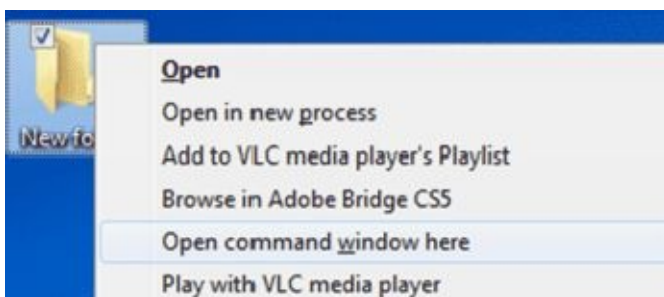 Open
Open in new process
New fo
Add to VLC media player's Playlist
Browse in Adobe Bridge CS5
Open command window here
Play with VLC media player